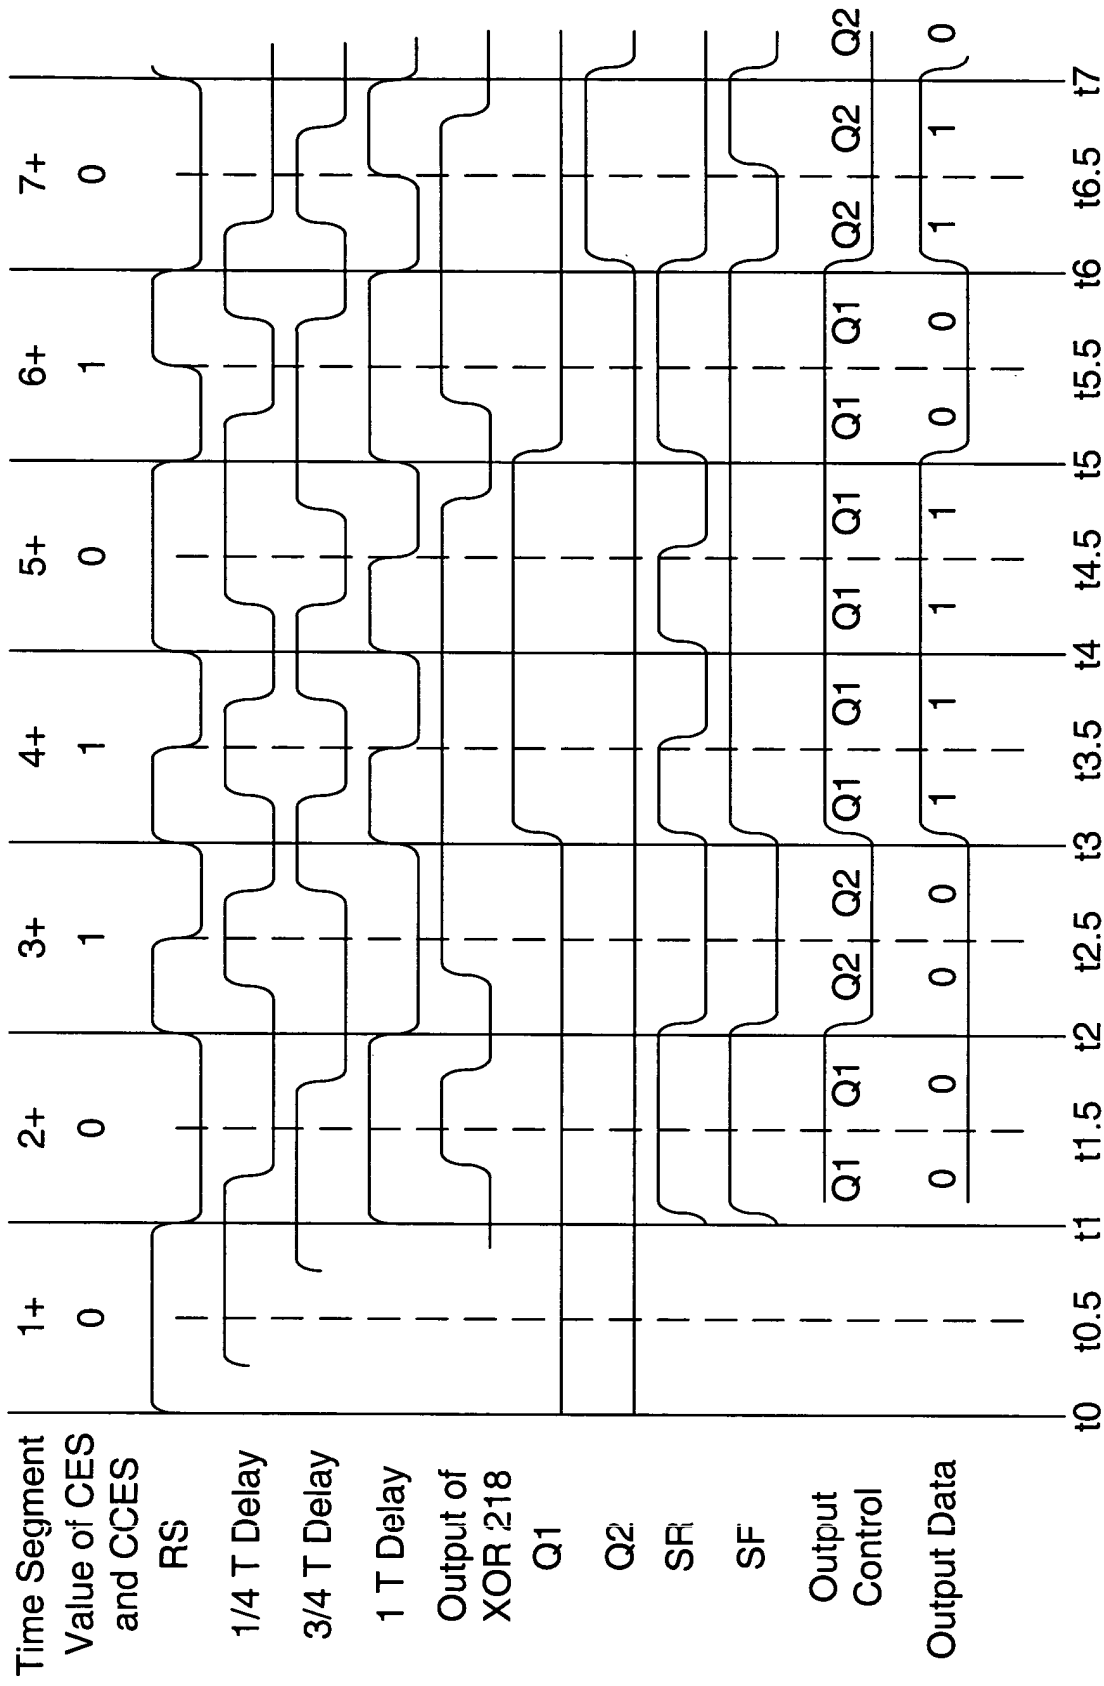 Time Segment 1+ 2+ 3+ 4+ 5+ 6+ 7+
Value of CES
and CCES 0 0 1 1 0 1 0
RS
1/4 T Delay
3/4 T Delay
1 T Delay
Output of
XOR 218
Q1
Q2
SR
SF
Output
Control Q1 Q1 Q2 Q2 Q1 Q1 Q1 Q1 Q1 Q1 Q2 Q2 Q2
Output Data 0 0 0 0 1 1 1 1 0 0 1 1 0
t0 t0.5 t1 t1.5 t2 t2.5 t3 t3.5 t4 t4.5 t5 t5.5 t6 t6.5 t7